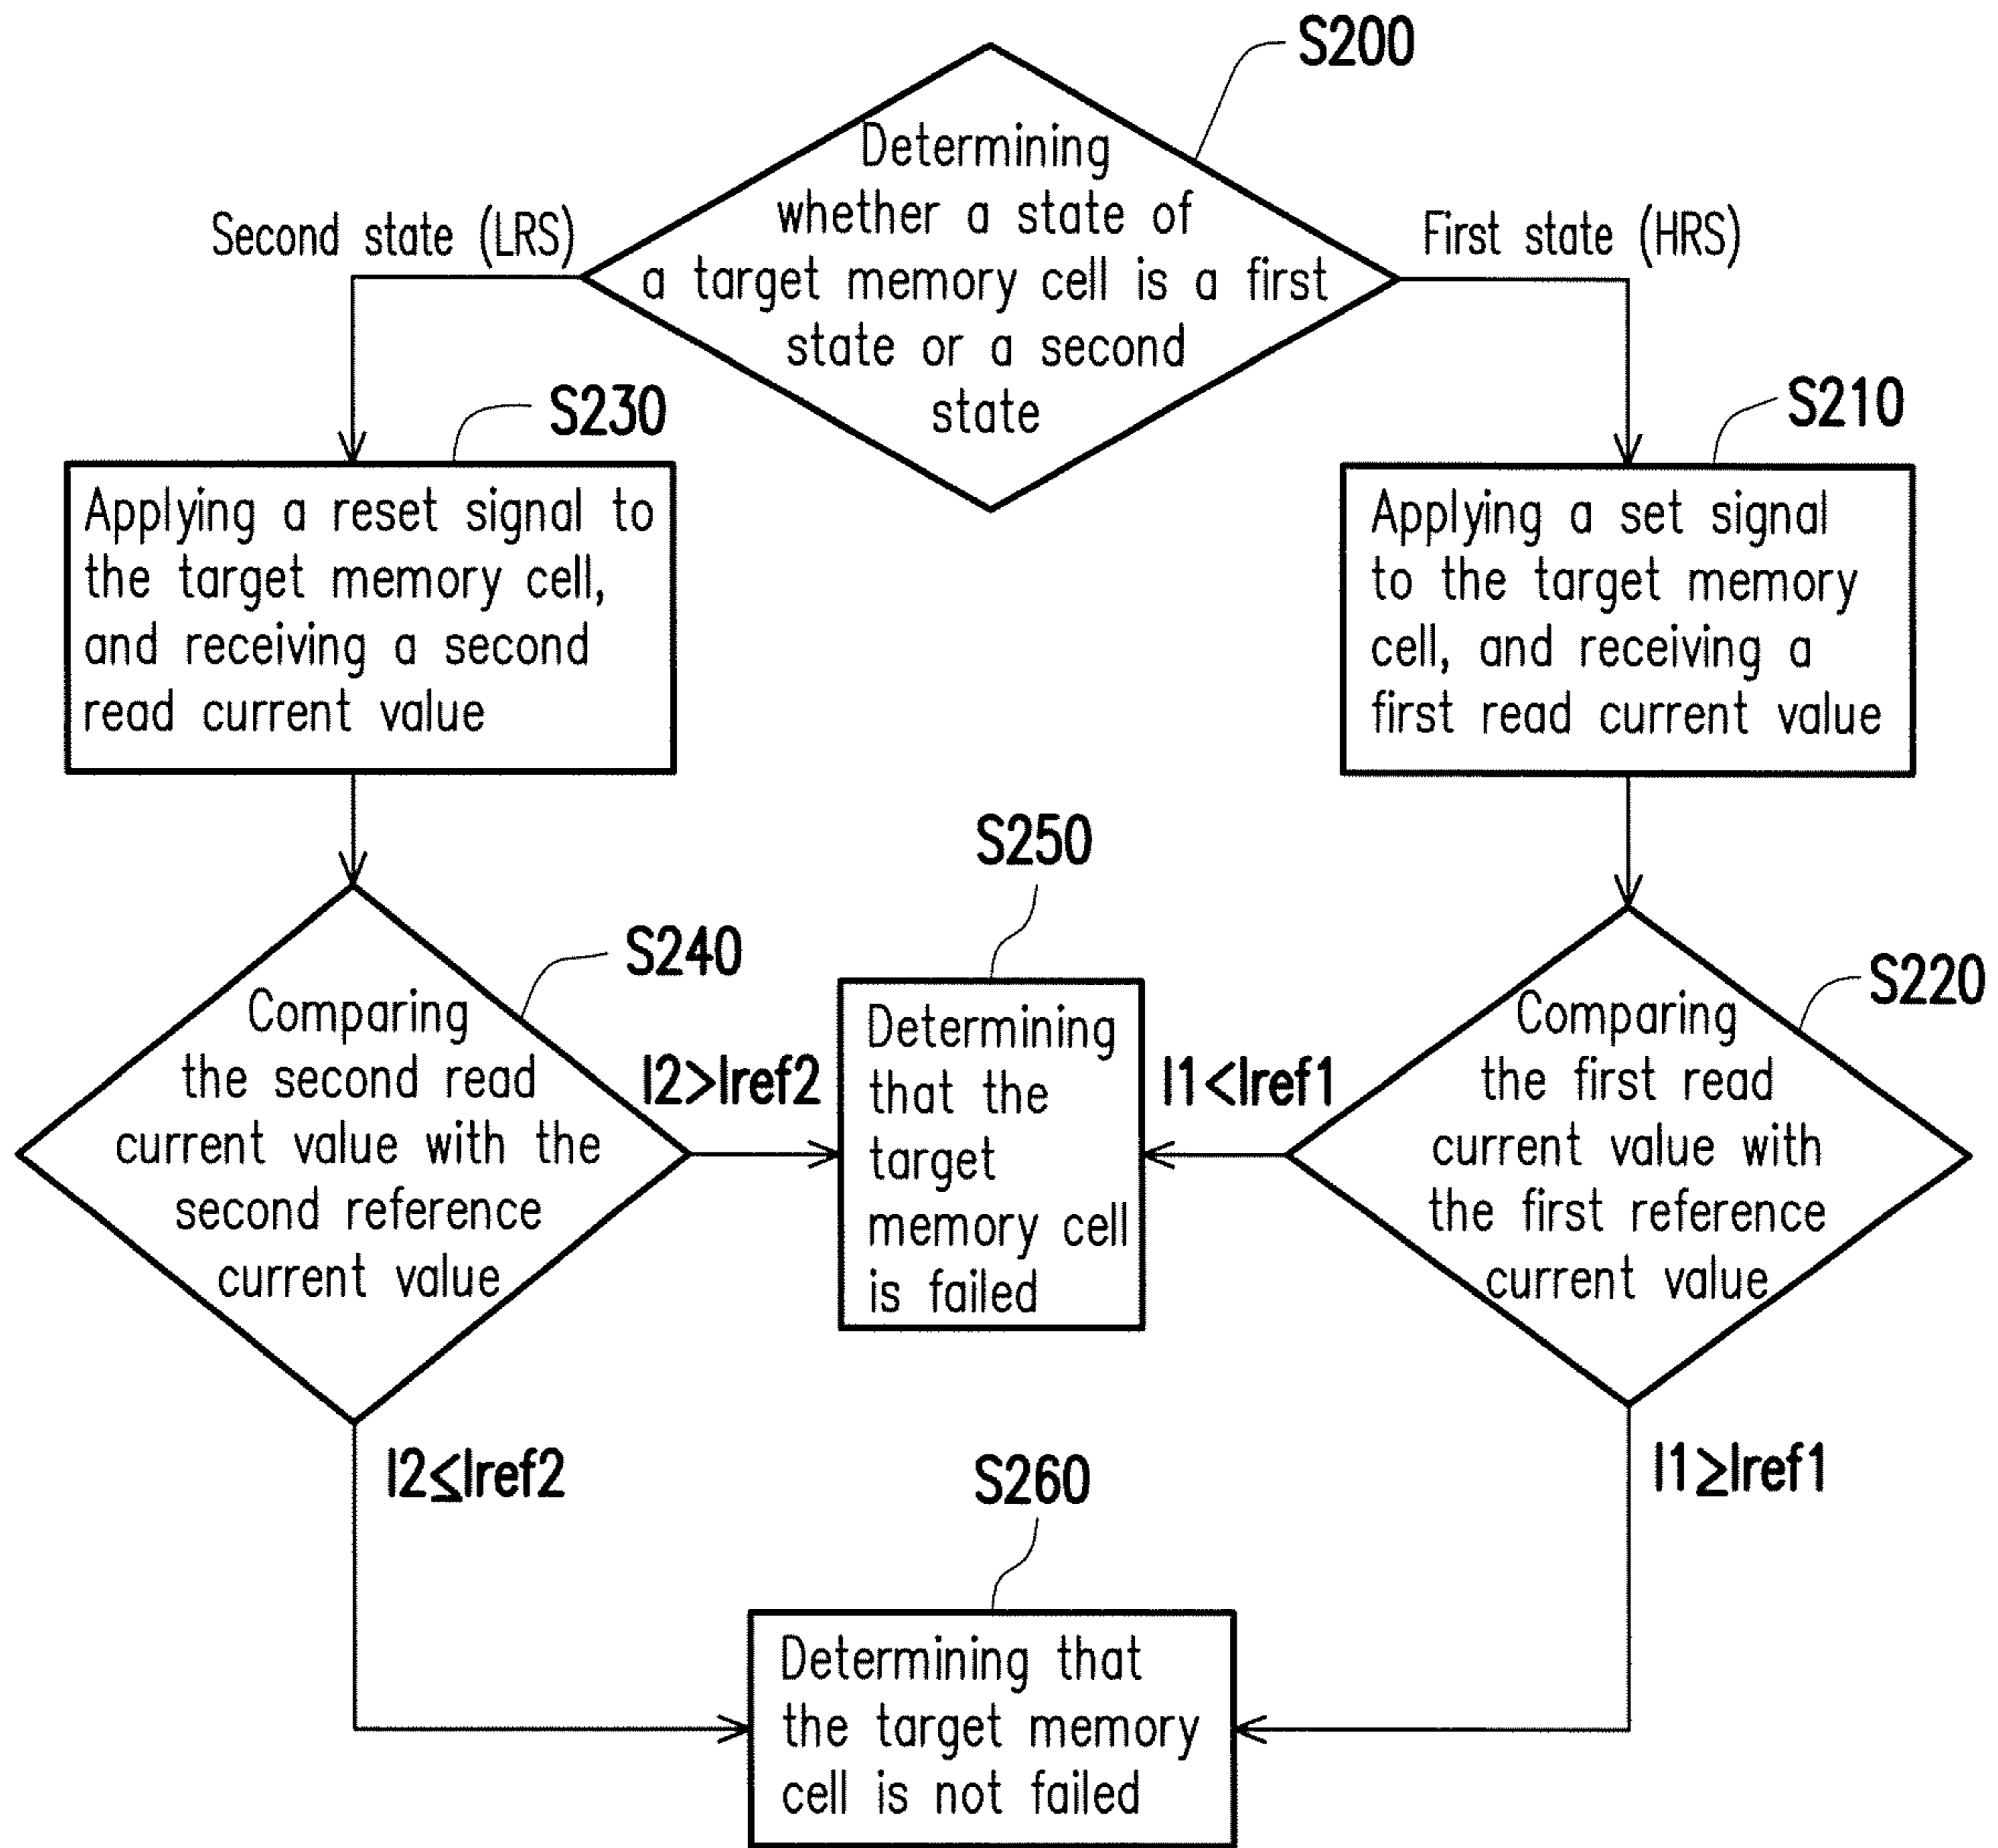 S200
Determining
whether a state of
a target memory cell is a first
state or a second
state
Second state (LRS)
First state (HRS)
S230
Applying a reset signal to
the target memory cell,
and receiving a second
read current value
S210
Applying a set signal
to the target memory
cell, and receiving a
first read current value
S240
Comparing
the second read
current value with the
second reference
current value
I2>Iref2
S250
Determining
that the
target
memory cell
is failed
I1<Iref1
S220
Comparing
the first read
current value with
the first reference
current value
I2≤Iref2
I1≥Iref1
S260
Determining that
the target memory
cell is not failed